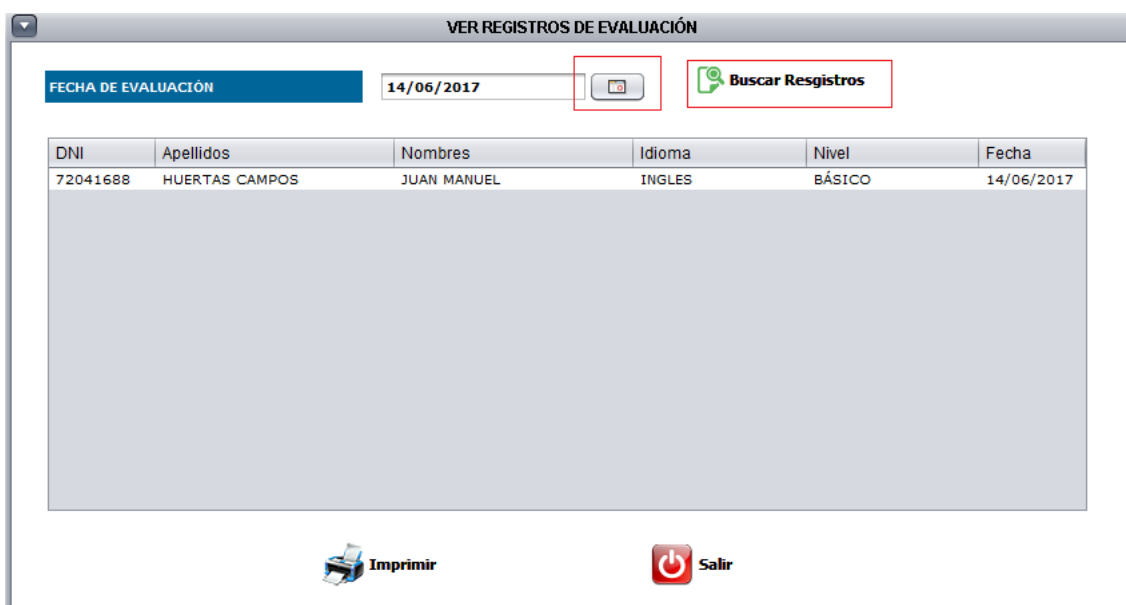 VER REGISTROS DE EVALUACIÓN
FECHA DE EVALUACIÓN 14/06/2017 Buscar Resgistros
DNI Apellidos Nombres Idioma Nivel Fecha
72041688 HUERTAS CAMPOS JUAN MANUEL INGLES BÁSICO 14/06/2017
Imprimir Salir